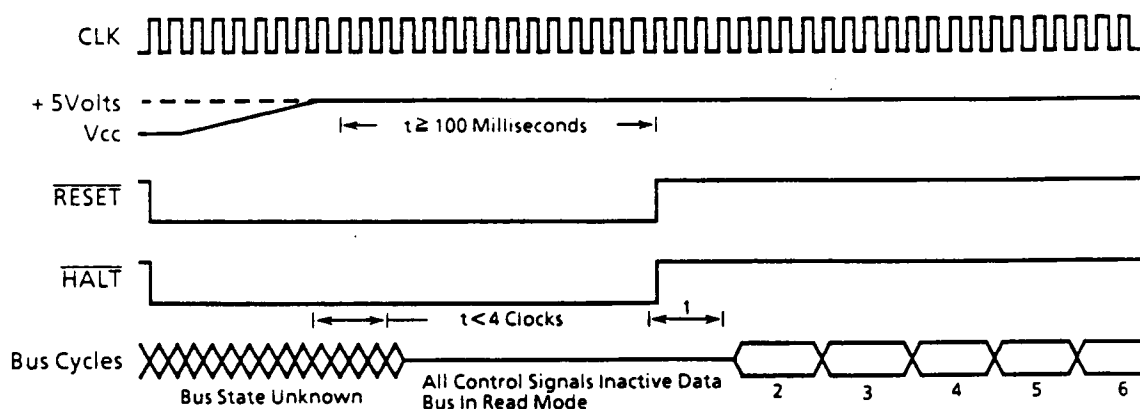 CLK
+ 5Volts
t ≥ 100 Milliseconds
Vcc
RESET
HALT
t < 4 Clocks
1
Bus Cycles
Bus State Unknown
All Control Signals Inactive Data
Bus In Read Mode
2 3 4 5 6